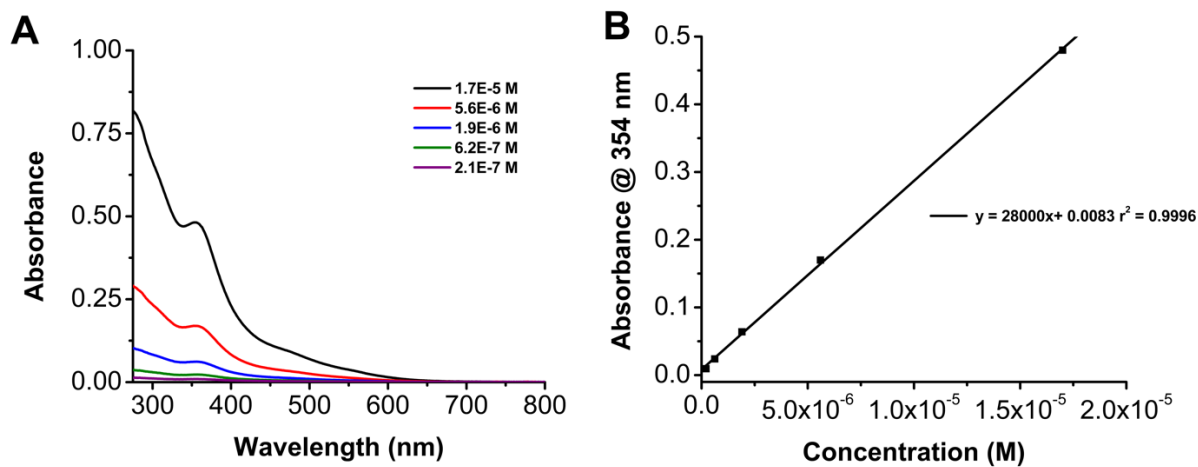 A
1.00
0.75
0.50
0.25
0.00
Absorbance
300 400 500 600 700 800
Wavelength (nm)
1.7E-5 M
5.6E-6 M
1.9E-6 M
6.2E-7 M
2.1E-7 M
B
0.5
0.4
0.3
0.2
0.1
0.0
Absorbance @ 354 nm
0.0 5.0x10⁻⁶ 1.0x10⁻⁵ 1.5x10⁻⁵ 2.0x10⁻⁵
Concentration (M)
y = 28000x+ 0.0083 r² = 0.9996